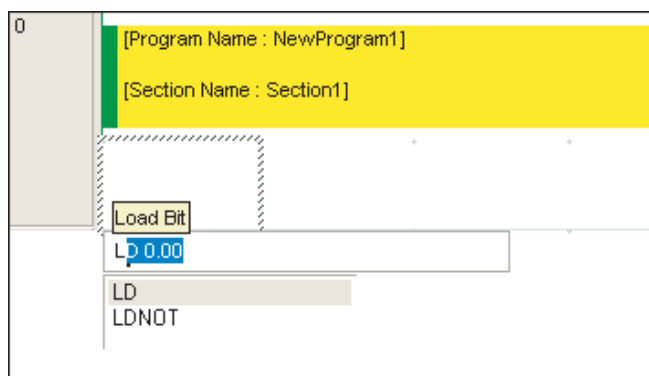 0
[Program Name : NewProgram1]
[Section Name : Section1]
Load Bit
LD 0.00
LD
LDNOT